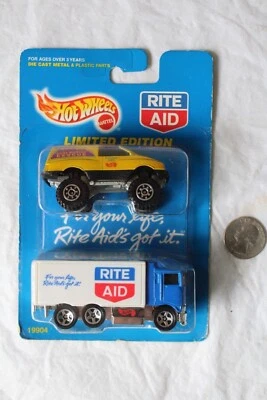 FOR AGES OVER 3 YEARS.
DIE CAST METAL & PLASTIC PARTS.
Hot Wheels
MATTEL
RITE
AID
LIMITED EDITION
For your life,
Rite Aid's got it.
For your life,
Rite Aid's got it!
RITE
AID
19904